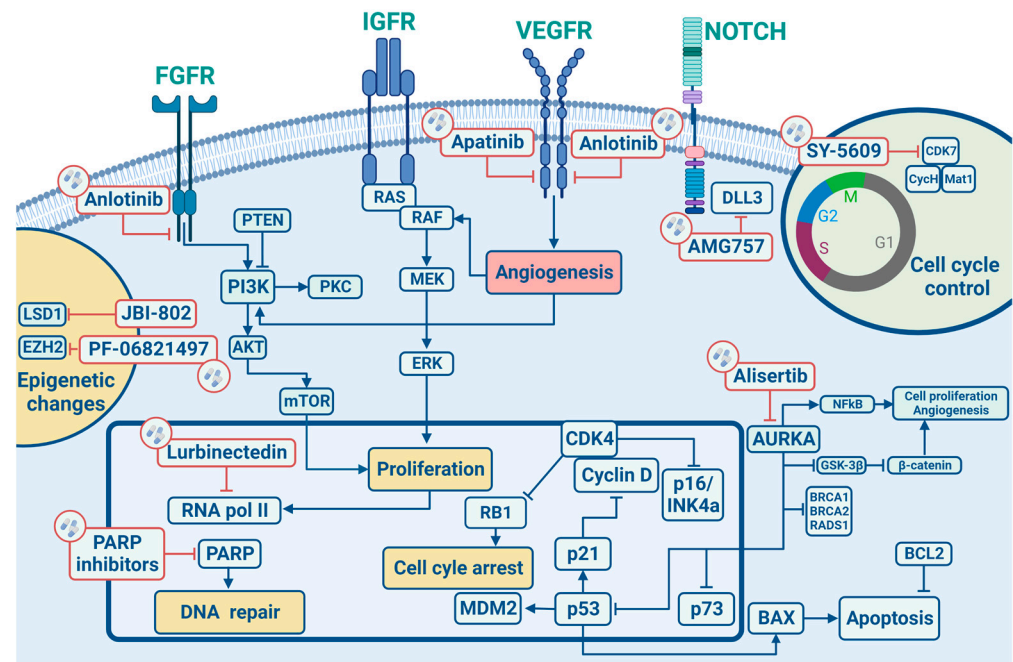 IGFR
VEGFR
NOTCH
FGFR
Apatinib
Anlotinib
SY-5609
CDK7
CycH
Mat1
M
G2
S
G1
Cell cycle
control
Anlotinib
RAS
RAF
DLL3
AMG757
PTEN
PI3K
PKC
MEK
Angiogenesis
LSD1
JBI-802
EZH2
PF-06821497
AKT
ERK
Epigenetic
changes
mTOR
Alisertib
NFkB
Cell proliferation
Angiogenesis
AURKA
GSK-3β
β-catenin
BRCA1
BRCA2
RADS1
Lurbinectedin
Proliferation
CDK4
Cyclin D
p16/
INK4a
RNA pol II
RB1
PARP
inhibitors
PARP
Cell cyle arrest
p21
DNA repair
MDM2
p53
p73
BCL2
BAX
Apoptosis